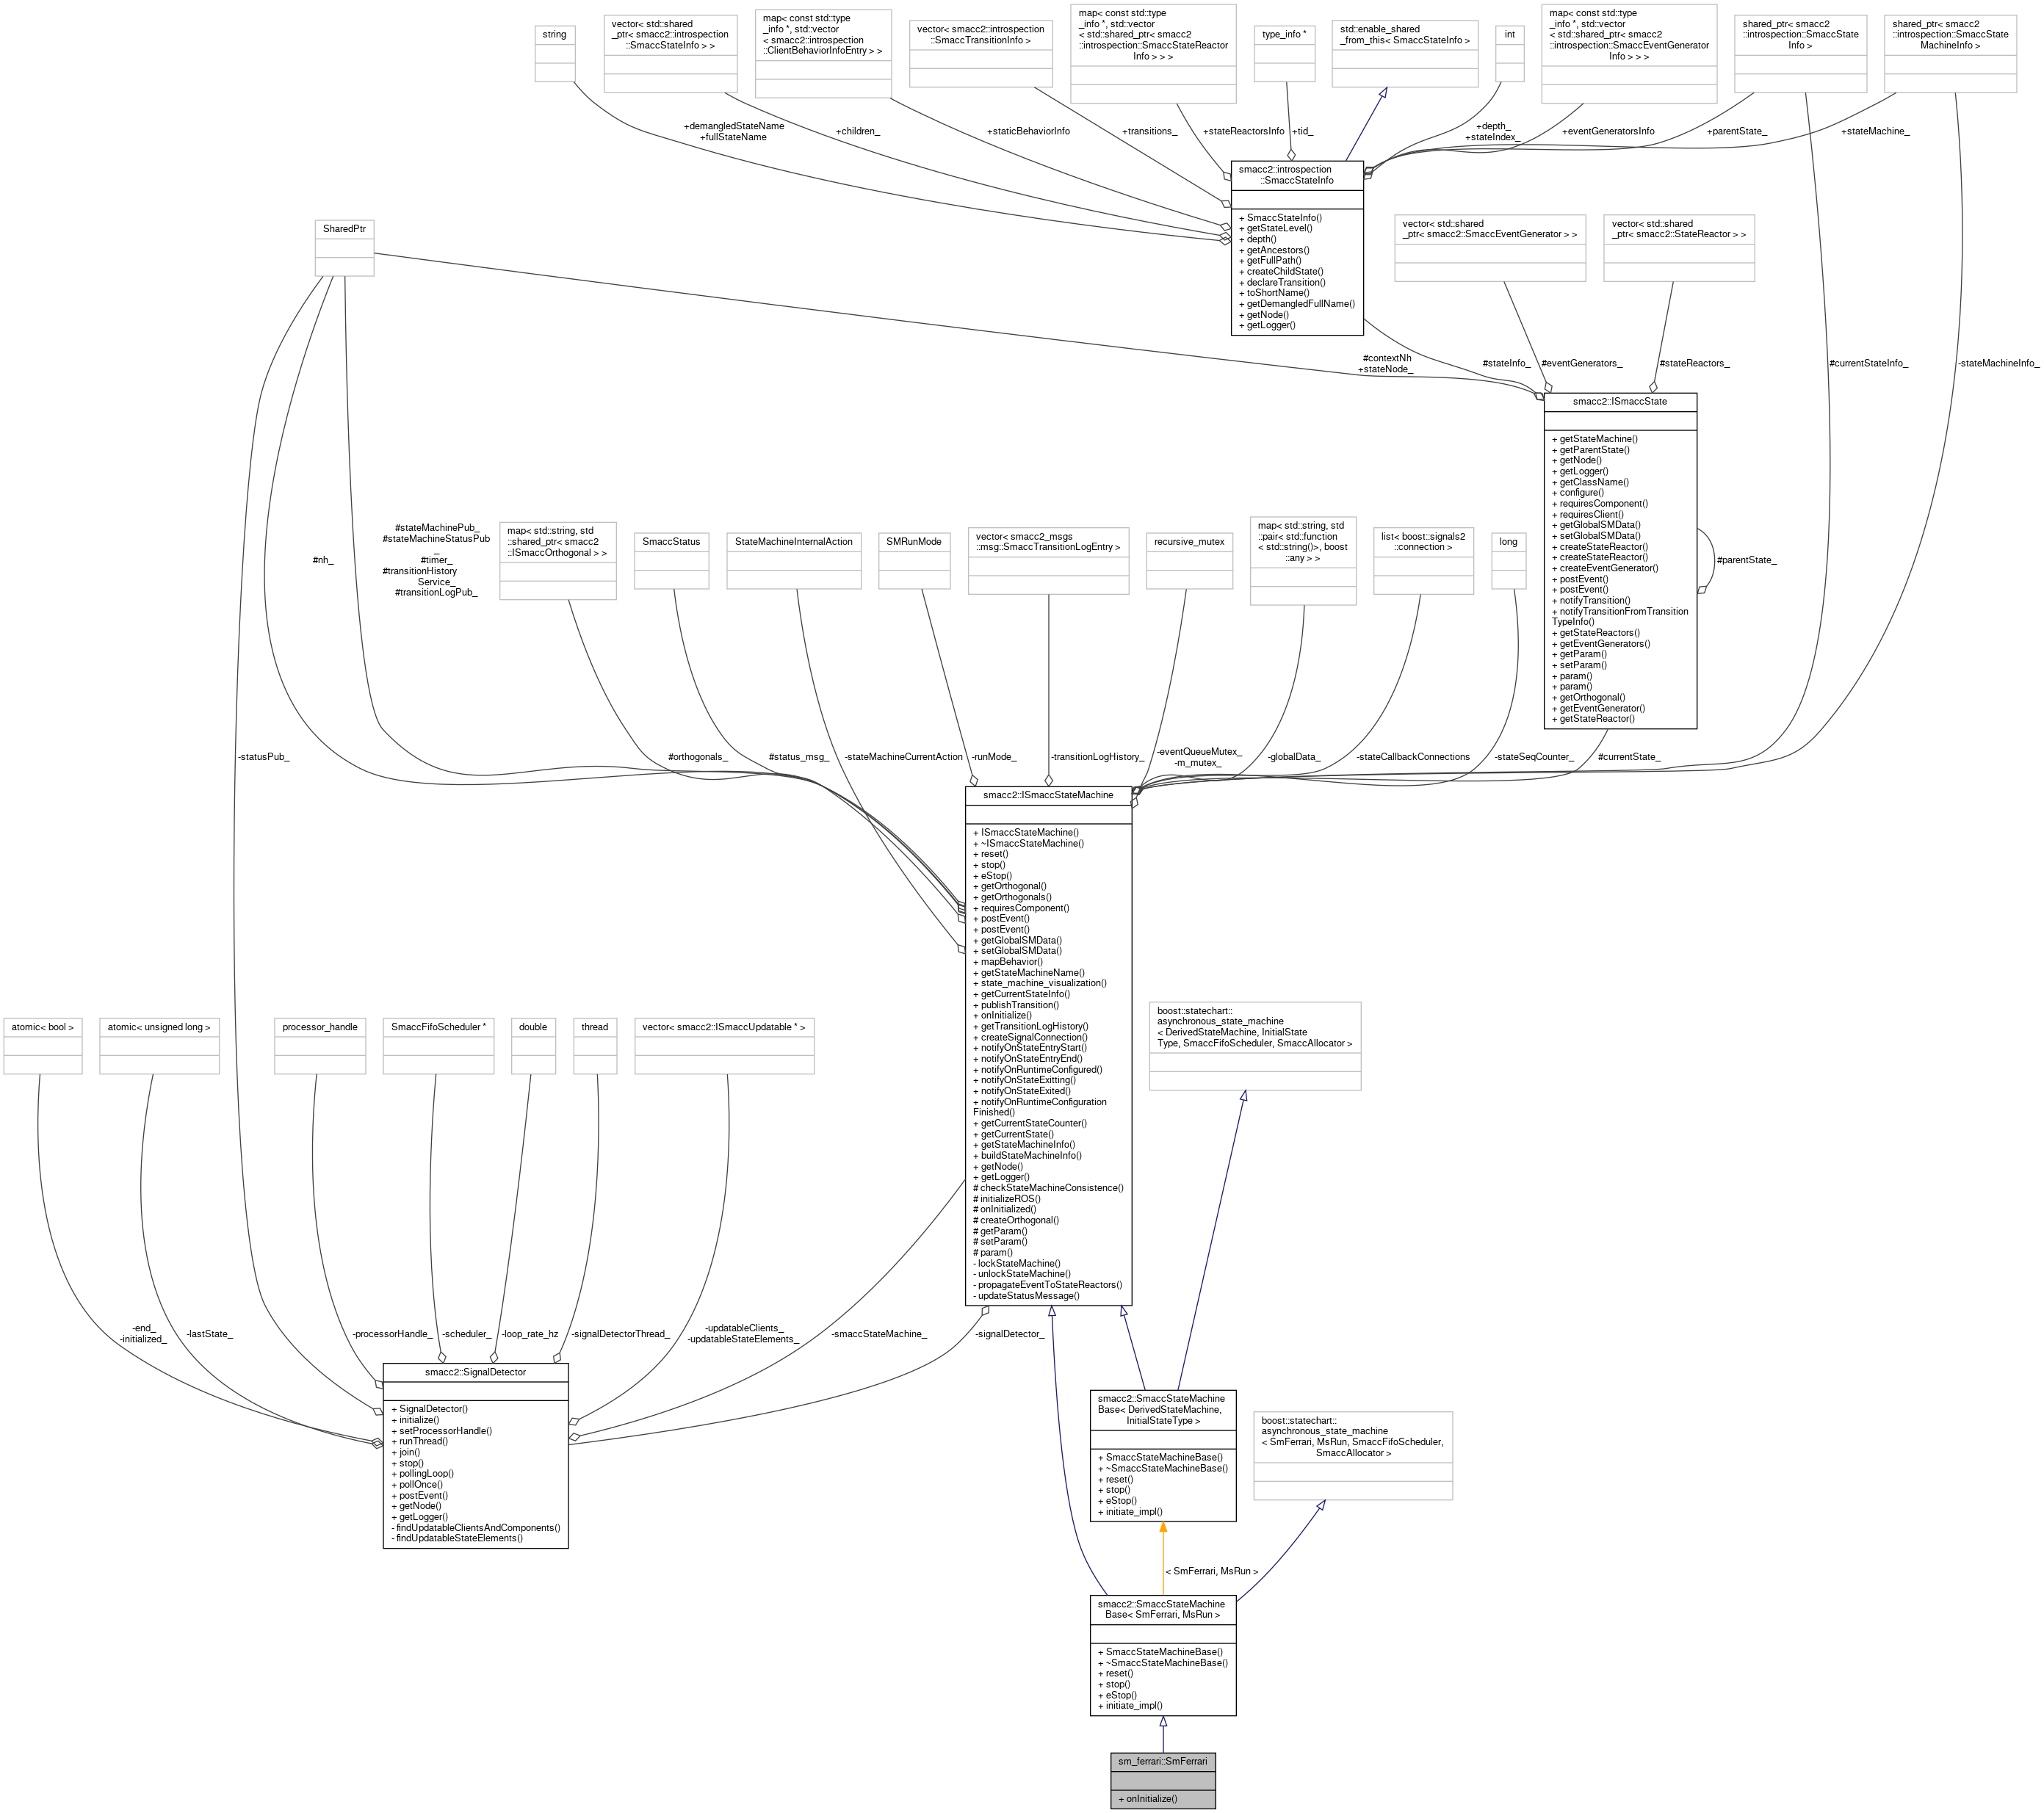 string
vector< std::shared
_ptr< smacc2::introspection
::SmaccStateInfo > >
map< const std::type
_info *, std::vector
< smacc2::introspection
::ClientBehaviorInfoEntry > >
vector< smacc2::introspection
::SmaccTransitionInfo >
map< const std::type
_info *, std::vector
< std::shared_ptr< smacc2
::introspection::SmaccStateReactor
Info > > >
type_info *
std::enable_shared
_from_this< SmaccStateInfo >
int
map< const std::type
_info *, std::vector
< std::shared_ptr< smacc2
::introspection::SmaccEventGenerator
Info > > >
shared_ptr< smacc2
::introspection::SmaccState
Info >
shared_ptr< smacc2
::introspection::SmaccState
MachineInfo >
+demangledStateName
+fullStateName
+children_
+staticBehaviorInfo
+transitions_
+stateReactorsInfo
+tid_
+depth_
+stateIndex_
+eventGeneratorsInfo
+parentState_
+stateMachine_
smacc2::introspection
::SmaccStateInfo
+ SmaccStateInfo()
+ getStateLevel()
+ depth()
+ getAncestors()
+ getFullPath()
+ createChildState()
+ declareTransition()
+ toShortName()
+ getDemangledFullName()
+ getNode()
+ getLogger()
SharedPtr
vector< std::shared
_ptr< smacc2::SmaccEventGenerator > >
vector< std::shared
_ptr< smacc2::StateReactor > >
#contextNh
+stateNode_
#stateInfo_
#eventGenerators_
#stateReactors_
#currentStateInfo_
-stateMachineInfo_
smacc2::ISmaccState
+ getStateMachine()
+ getParentState()
+ getNode()
+ getLogger()
+ getClassName()
+ configure()
+ requiresComponent()
+ requiresClient()
+ getGlobalSMData()
+ setGlobalSMData()
+ createStateReactor()
+ createStateReactor()
+ createEventGenerator()
+ postEvent()
+ postEvent()
+ notifyTransition()
+ notifyTransitionFromTransition
TypeInfo()
+ getStateReactors()
+ getEventGenerators()
+ getParam()
+ setParam()
+ param()
+ param()
+ getOrthogonal()
+ getEventGenerator()
+ getStateReactor()
#parentState_
#nh_
#stateMachinePub_
#stateMachineStatusPub
_
#timer_
#transitionHistory
Service_
#transitionLogPub_
map< std::string, std
::shared_ptr< smacc2
::ISmaccOrthogonal > >
SmaccStatus
StateMachineInternalAction
SMRunMode
vector< smacc2_msgs
::msg::SmaccTransitionLogEntry >
recursive_mutex
map< std::string, std
::pair< std::function
< std::string()>, boost
::any > >
list< boost::signals2
::connection >
long
-statusPub_
#orthogonals_
#status_msg_
-stateMachineCurrentAction
-runMode_
-transitionLogHistory_
-eventQueueMutex_
-m_mutex_
-globalData_
-stateCallbackConnections
-stateSeqCounter_
#currentState_
smacc2::ISmaccStateMachine
+ ISmaccStateMachine()
+ ~ISmaccStateMachine()
+ reset()
+ stop()
+ eStop()
+ getOrthogonal()
+ getOrthogonals()
+ requiresComponent()
+ postEvent()
+ postEvent()
+ getGlobalSMData()
+ setGlobalSMData()
+ mapBehavior()
+ getStateMachineName()
+ state_machine_visualization()
+ getCurrentStateInfo()
+ publishTransition()
+ onInitialize()
+ getTransitionLogHistory()
+ createSignalConnection()
+ notifyOnStateEntryStart()
+ notifyOnStateEntryEnd()
+ notifyOnRuntimeConfigured()
+ notifyOnStateExitting()
+ notifyOnStateExited()
+ notifyOnRuntimeConfiguration
Finished()
+ getCurrentStateCounter()
+ getCurrentState()
+ getStateMachineInfo()
+ buildStateMachineInfo()
+ getNode()
+ getLogger()
# checkStateMachineConsistence()
# initializeROS()
# onInitialized()
# createOrthogonal()
# getParam()
# setParam()
# param()
- lockStateMachine()
- unlockStateMachine()
- propagateEventToStateReactors()
- updateStatusMessage()
atomic< bool >
atomic< unsigned long >
processor_handle
SmaccFifoScheduler *
double
thread
vector< smacc2::ISmaccUpdatable * >
boost::statechart::
asynchronous_state_machine
< DerivedStateMachine, InitialState
Type, SmaccFifoScheduler, SmaccAllocator >
-end_
-initialized_
-lastState_
-processorHandle_
-scheduler_
-loop_rate_hz
-signalDetectorThread_
-updatableClients_
-updatableStateElements_
-smaccStateMachine_
-signalDetector_
smacc2::SignalDetector
+ SignalDetector()
+ initialize()
+ setProcessorHandle()
+ runThread()
+ join()
+ stop()
+ pollingLoop()
+ pollOnce()
+ postEvent()
+ getNode()
+ getLogger()
- findUpdatableClientsAndComponents()
- findUpdatableStateElements()
smacc2::SmaccStateMachine
Base< DerivedStateMachine,
InitialStateType >
+ SmaccStateMachineBase()
+ ~SmaccStateMachineBase()
+ reset()
+ stop()
+ eStop()
+ initiate_impl()
boost::statechart::
asynchronous_state_machine
< SmFerrari, MsRun, SmaccFifoScheduler,
SmaccAllocator >
< SmFerrari, MsRun >
smacc2::SmaccStateMachine
Base< SmFerrari, MsRun >
+ SmaccStateMachineBase()
+ ~SmaccStateMachineBase()
+ reset()
+ stop()
+ eStop()
+ initiate_impl()
sm_ferrari::SmFerrari
+ onInitialize()